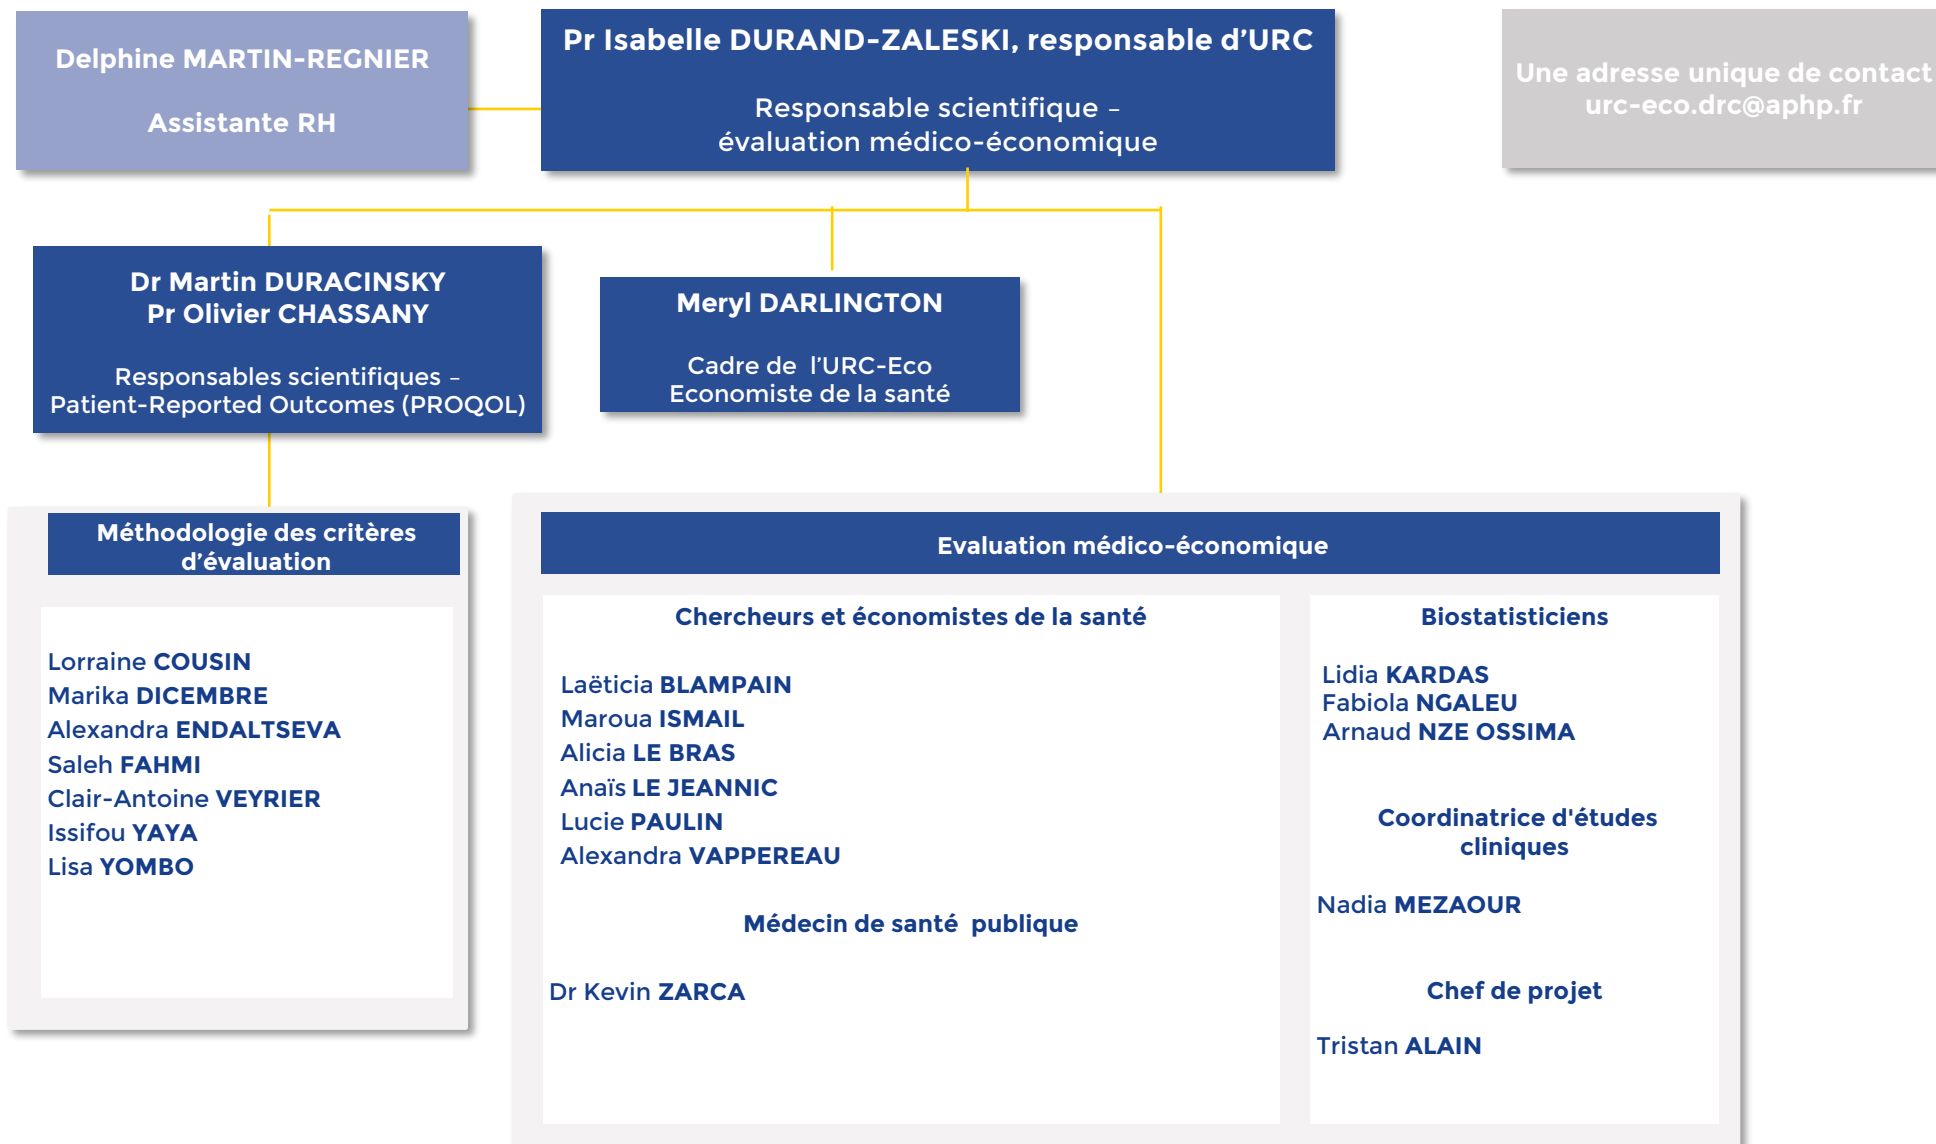 Delphine MARTIN-REGNIER
Assistante RH
Pr Isabelle DURAND-ZALESKI, responsable d’URC
Responsable scientifique –
évaluation médico-économique
Une adresse unique de contact
urc-eco.drc@aphp.fr
Dr Martin DURACINSKY
Pr Olivier CHASSANY
Responsables scientifiques –
Patient-Reported Outcomes (PROQOL)
Meryl DARLINGTON
Cadre de l’URC-Eco
Economiste de la santé
Méthodologie des critères
d’évaluation
Lorraine COUSIN
Marika DICEMBRE
Alexandra ENDALTSEVA
Saleh FAHMI
Clair-Antoine VEYRIER
Issifou YAYA
Lisa YOMBO
Evaluation médico-économique
Chercheurs et économistes de la santé
Laëticia BLAMPAIN
Maroua ISMAIL
Alicia LE BRAS
Anaïs LE JEANNIC
Lucie PAULIN
Alexandra VAPPEREAU
Médecin de santé publique
Dr Kevin ZARCA
Biostatisticiens
Lidia KARDAS
Fabiola NGALEU
Arnaud NZE OSSIMA
Coordinatrice d'études
cliniques
Nadia MEZAOUR
Chef de projet
Tristan ALAIN